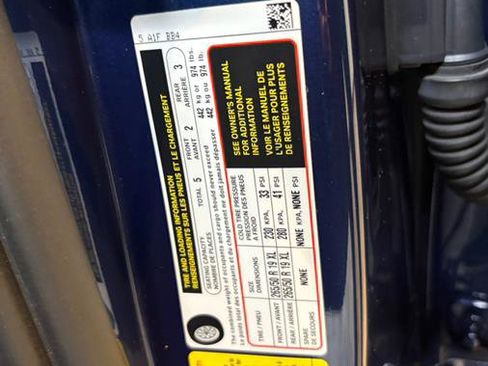 5 A1F BB4
TIRE AND LOADING INFORMATION
RENSEIGNEMENTS SUR LES PNEUS ET LE CHARGEMENT
SEATING CAPACITY
NOMBRE DE PLACES
TOTAL 5
FRONT 2
AVANT
REAR 3
ARRIÈRE
The combined weight of occupants and cargo should never exceed 442 kg or 974 lbs.
Le poids total des occupants et du chargement ne doit jamais dépasser 442 kg ou 974 lb.
TIRE / PNEU
SIZE
DIMENSIONS
COLD TIRE PRESSURE
PRESSION DES PNEUS
A FROID
FRONT / AVANT 265/50 R 19 XL 230 KPA, 33 PSI
REAR / ARRIÈRE 265/50 R 19 XL 280 KPA, 41 PSI
SPARE
DE SECOURS
NONE NONE KPA, NONE PSI
SEE OWNER'S MANUAL
FOR ADDITIONAL
INFORMATION
VOIR LE MANUEL DE
L'USAGER POUR PLUS
DE RENSEIGNEMENTS